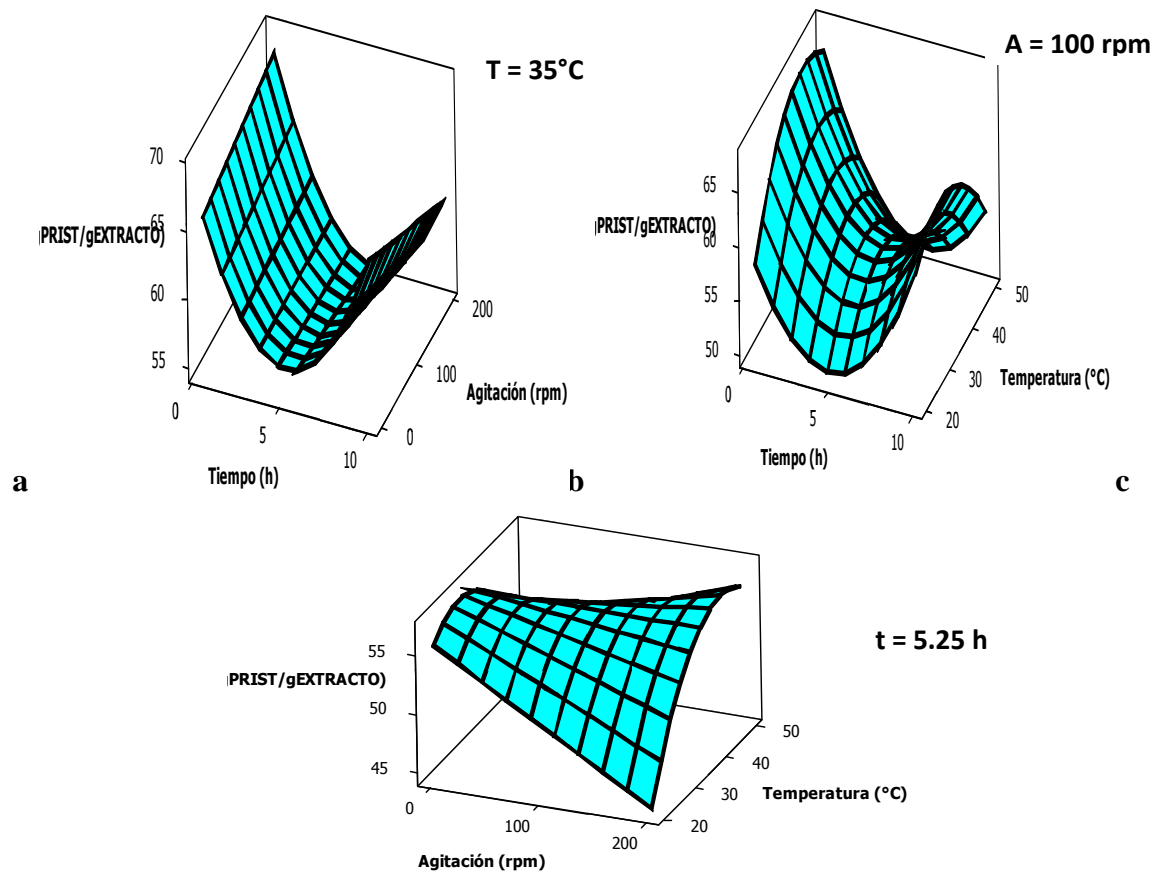 T = 35°C
70
65
PRIST/gEXTRACTO)
60
55
0
5
10
Tiempo (h)
0
100
200
Agitación (rpm)
A = 100 rpm
65
PRIST/gEXTRACTO)
60
55
50
0
5
10
Tiempo (h)
20
30
40
50
Temperatura (°C)
a
b
c
t = 5.25 h
55
PRIST/gEXTRACTO)
50
45
0
100
200
Agitación (rpm)
20
30
40
50
Temperatura (°C)